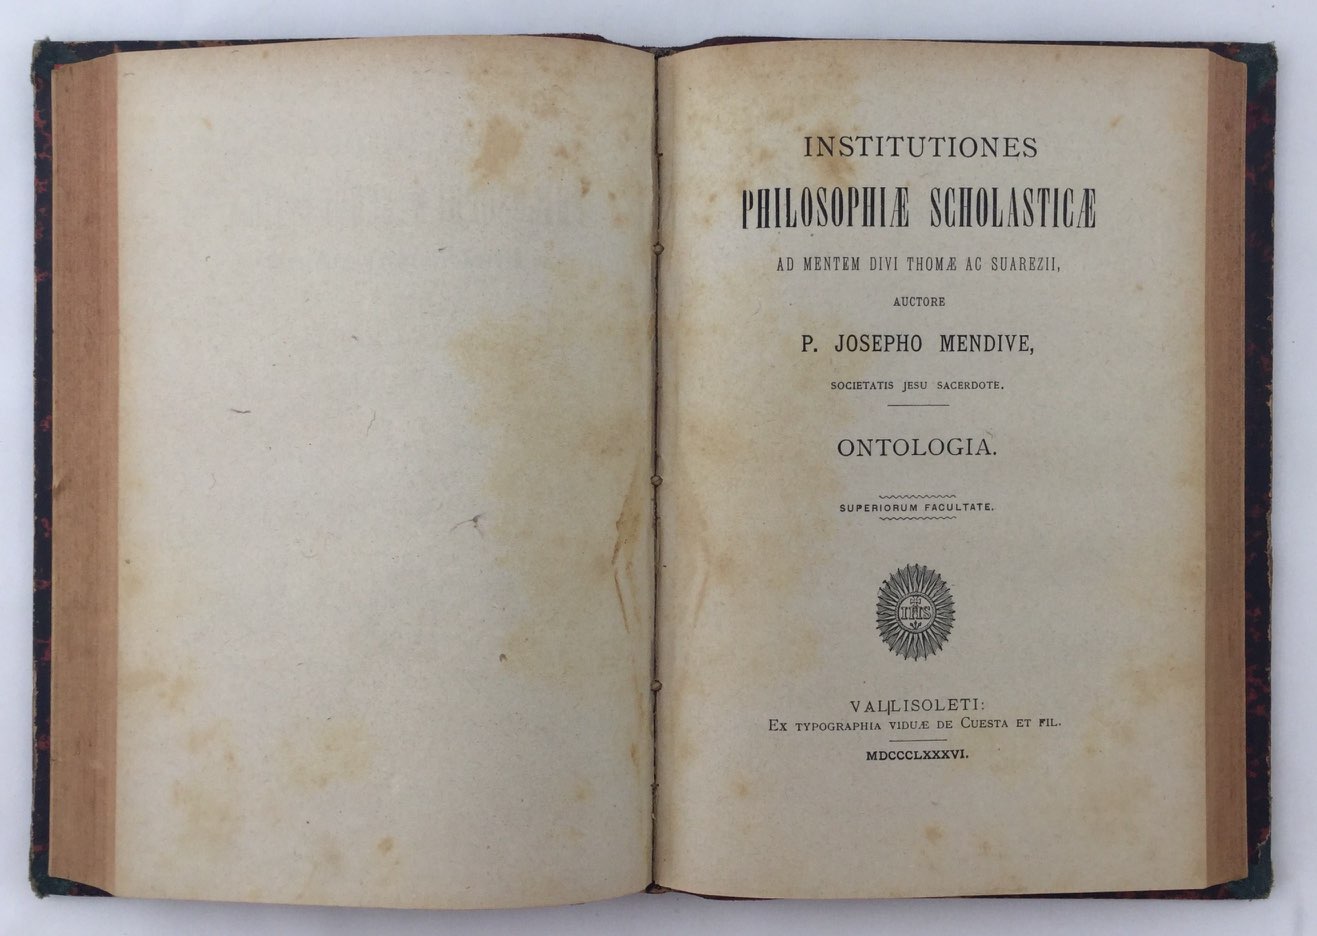 INSTITUTIONES
PHILOSOPHIÆ SCHOLASTICÆ
AD MENTEM DIVI THOMÆ AC SUAREZII,
AUCTORE
P. JOSEPHO MENDIVE,
SOCIETATIS JESU SACERDOTE.
ONTOLOGIA.
SUPERIORUM FACULTATE.
IHS
VALLISOLETI:
EX TYPOGRAPHIA VIDUÆ DE CUESTA ET FIL.
MDCCCLXXXVI.